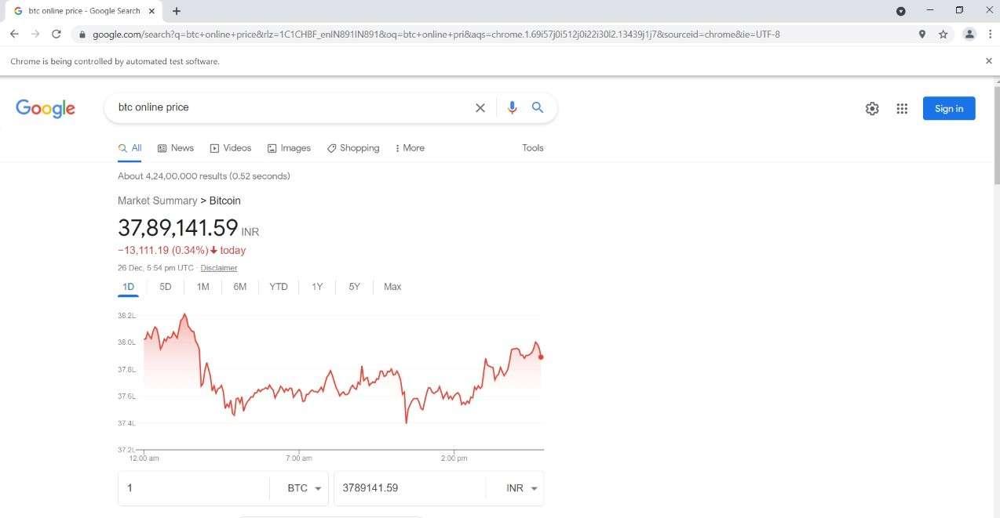 btc online price - Google Search
google.com/search?q=btc+online+price&rlz=1C1CHBF_enIN891IN891&oq=btc+online+pri&aqs=chrome.1.69i57j0i512j0i22i30l2.13439j1j7&sourceid=chrome&ie=UTF-8
Chrome is being controlled by automated test software.
Google
btc online price
Sign in
All News Videos Images Shopping More Tools
About 4,24,00,000 results (0.52 seconds)
Market Summary > Bitcoin
37,89,141.59 INR
−13,111.19 (0.34%) today
26 Dec, 5:54 pm UTC · Disclaimer
1D 5D 1M 6M YTD 1Y 5Y Max
38.2L
38.0L
37.8L
37.6L
37.4L
37.2L
12:00 am 7:00 am 2:00 pm
1 BTC 3789141.59 INR